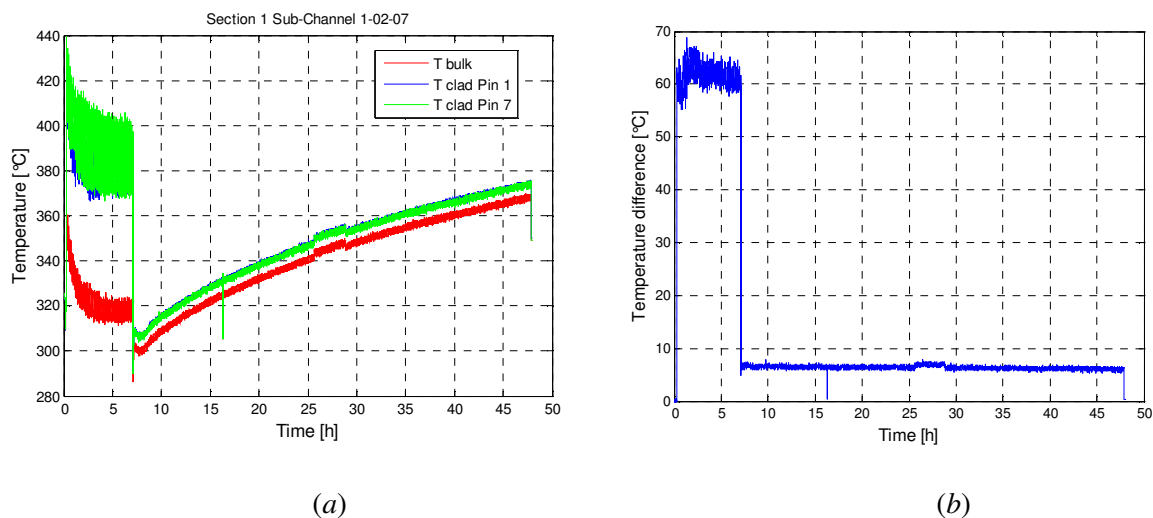 Section 1 Sub-Channel 1-02-07
440
420
400
380
360
340
320
300
280
Temperature [°C]
T bulk
T clad Pin 1
T clad Pin 7
0 5 10 15 20 25 30 35 40 45 50
Time [h]
(a)
70
60
50
40
30
20
10
0
Temperature difference [°C]
0 5 10 15 20 25 30 35 40 45 50
Time [h]
(b)